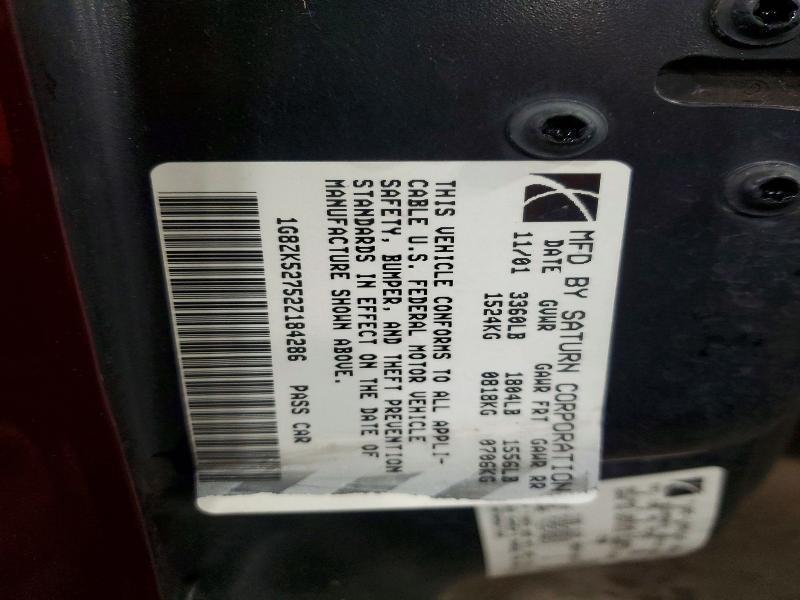 MFD BY SATURN CORPORATION
DATE GVWR GAWR FRT GAWR RR
11/01 3360LB 1804LB 1556LB
1524KG 0818KG 0706KG
THIS VEHICLE CONFORMS TO ALL APPLI-
CABLE U.S. FEDERAL MOTOR VEHICLE
SAFETY, BUMPER, AND THEFT PREVENTION
STANDARDS IN EFFECT ON THE DATE OF
MANUFACTURE SHOWN ABOVE.
1G8ZK52752Z184286 PASS CAR